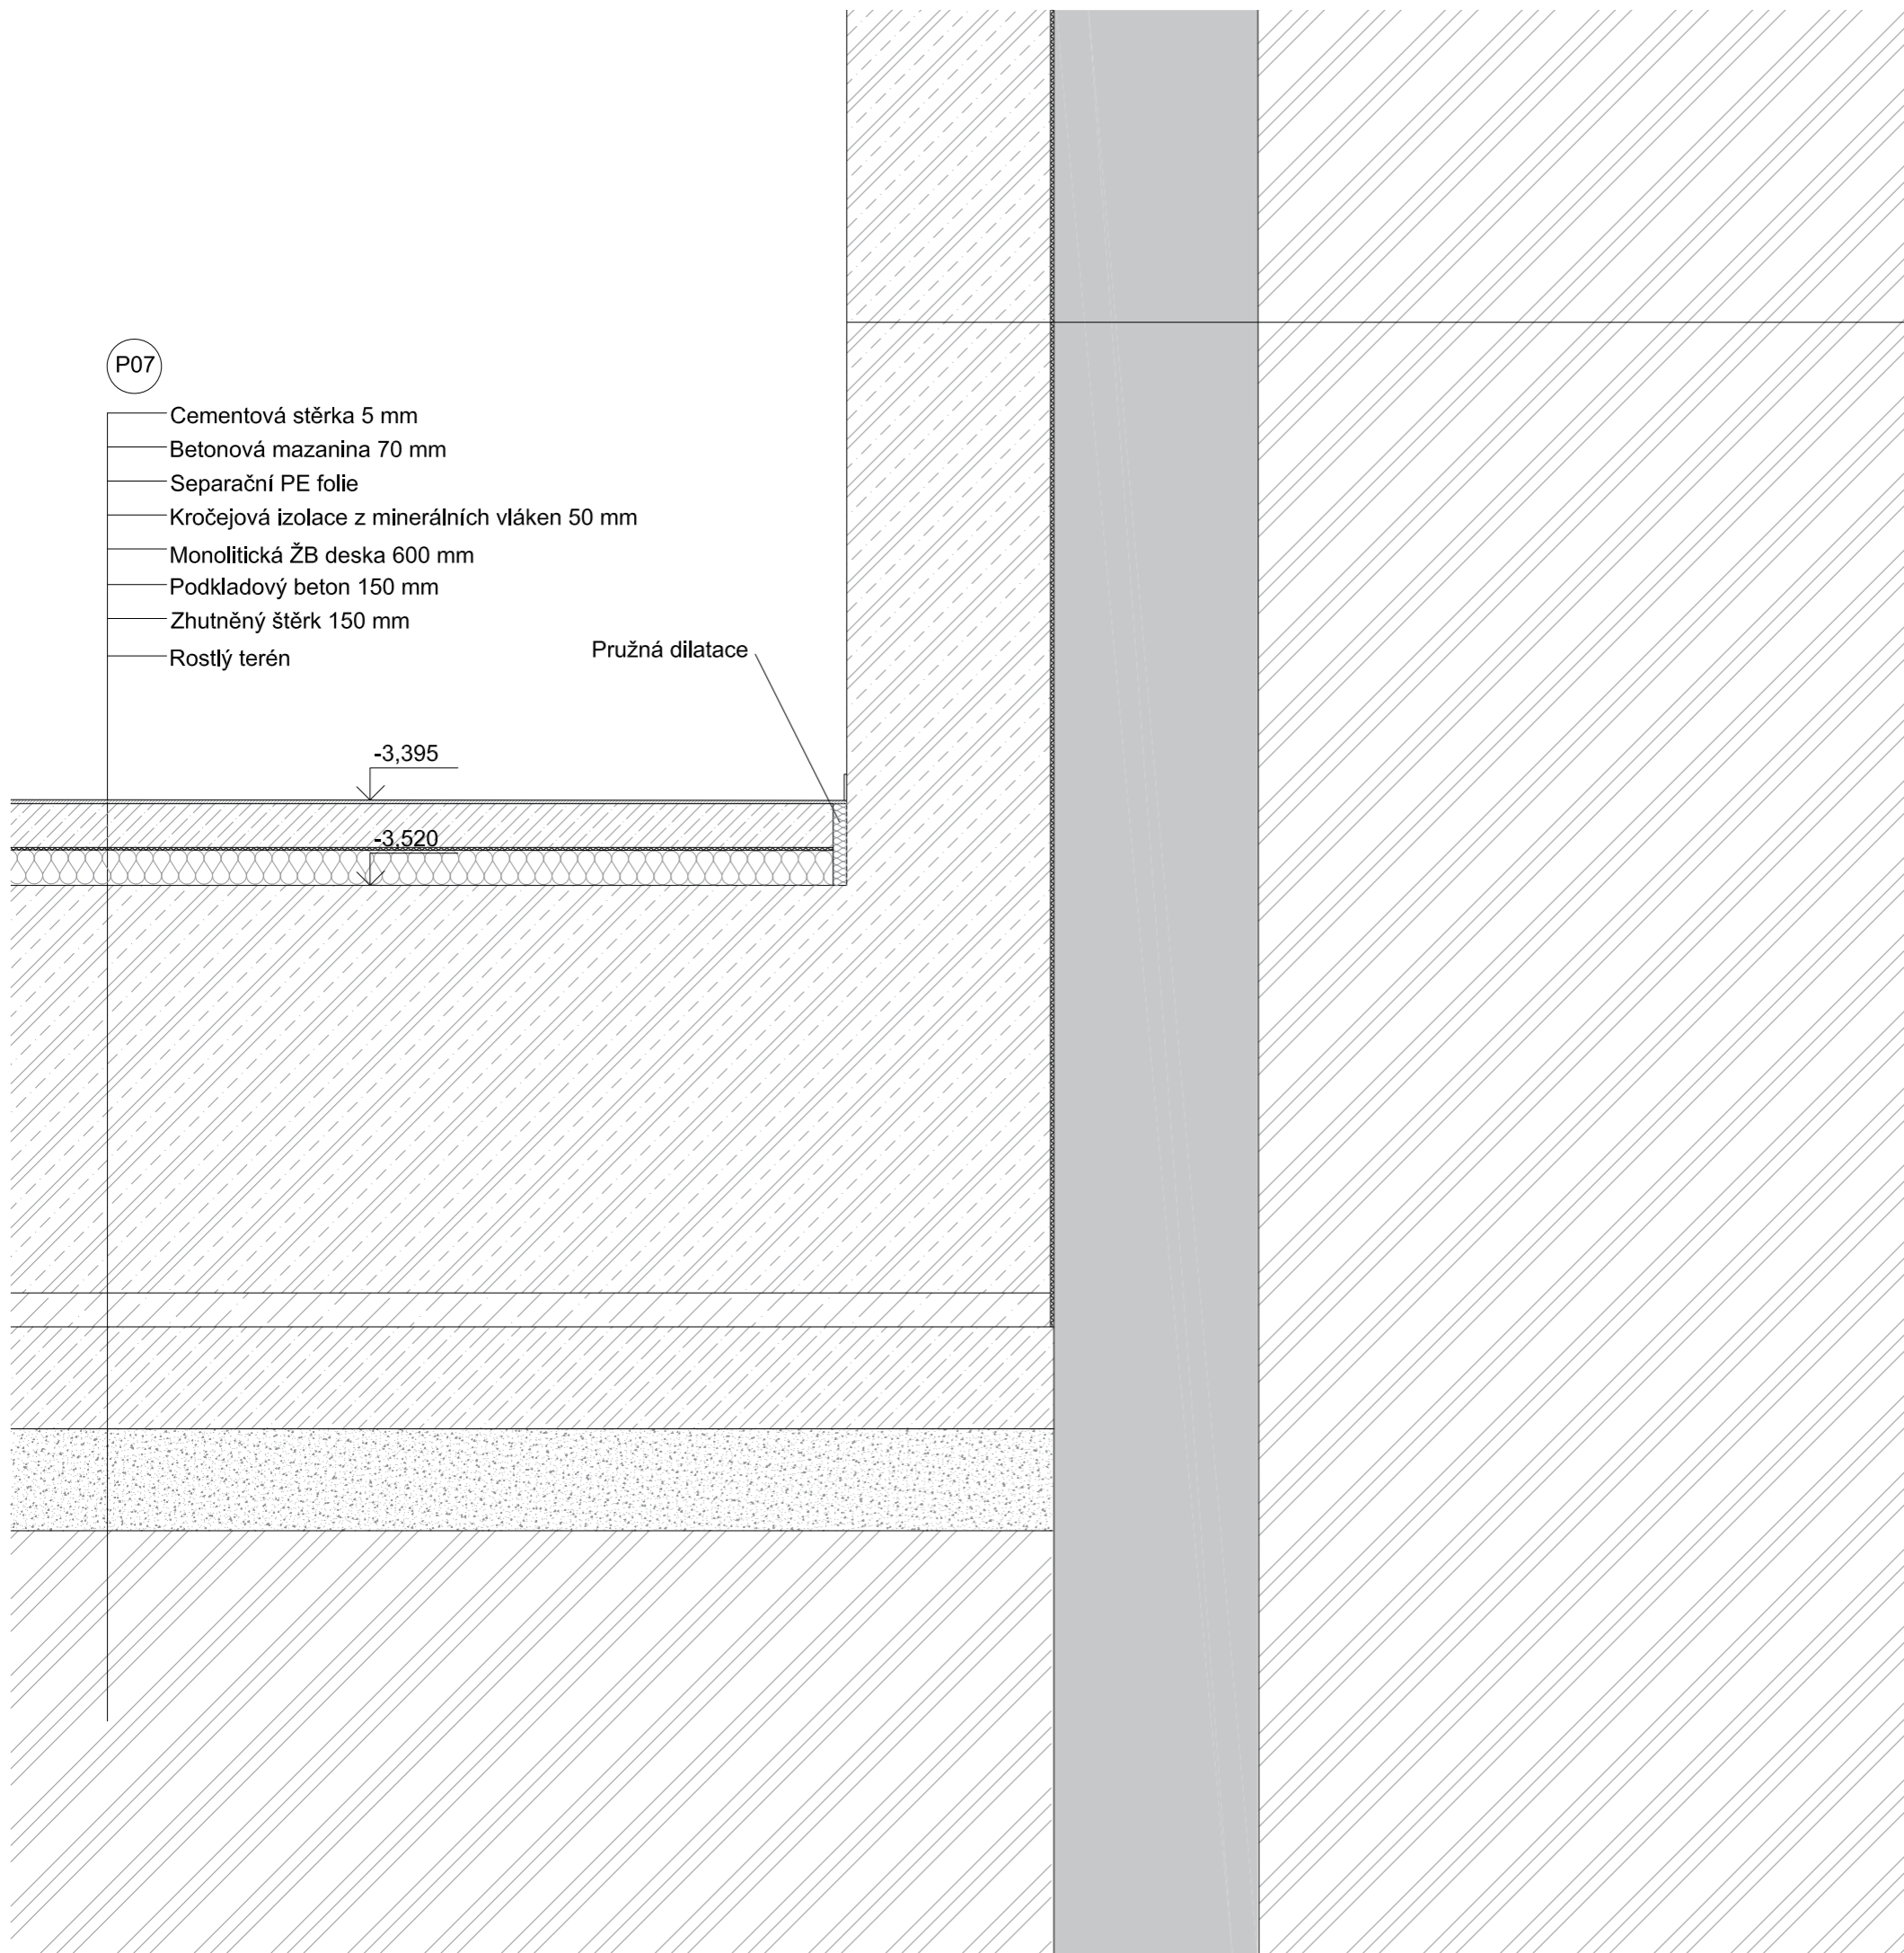 P07
Cementová stěrka 5 mm
Betonová mazanina 70 mm
Separační PE folie
Kročejová izolace z minerálních vláken 50 mm
Monolitická ŽB deska 600 mm
Podkladový beton 150 mm
Zhutněný štěrk 150 mm
Rostlý terén
Pružná dilatace
-3,395
-3,520